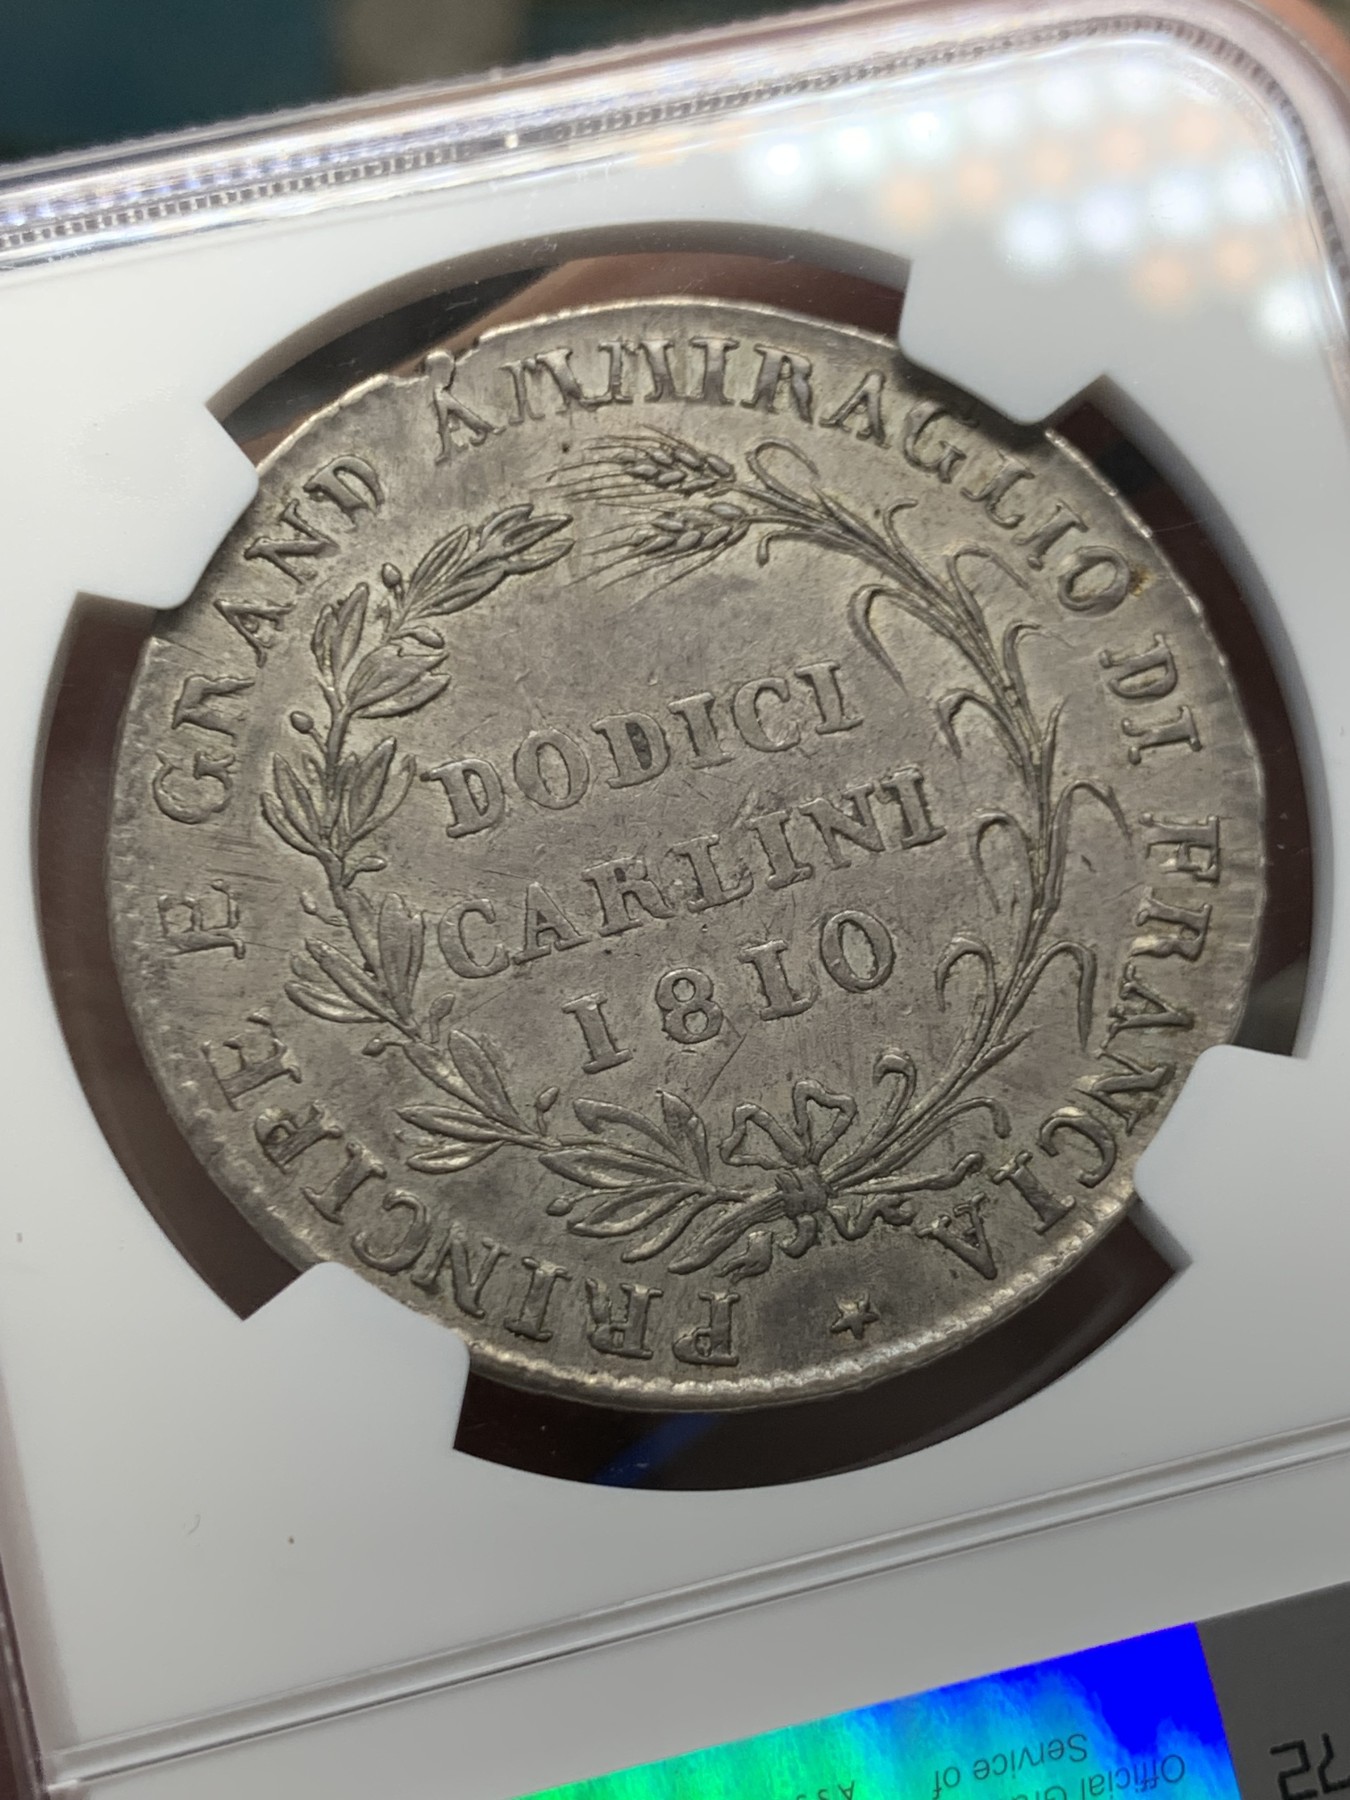 PRINCIPE E GRAND AMMIRAGLIO DI FRANCIA
DODICI
CARLINI
1810
Official
Service of